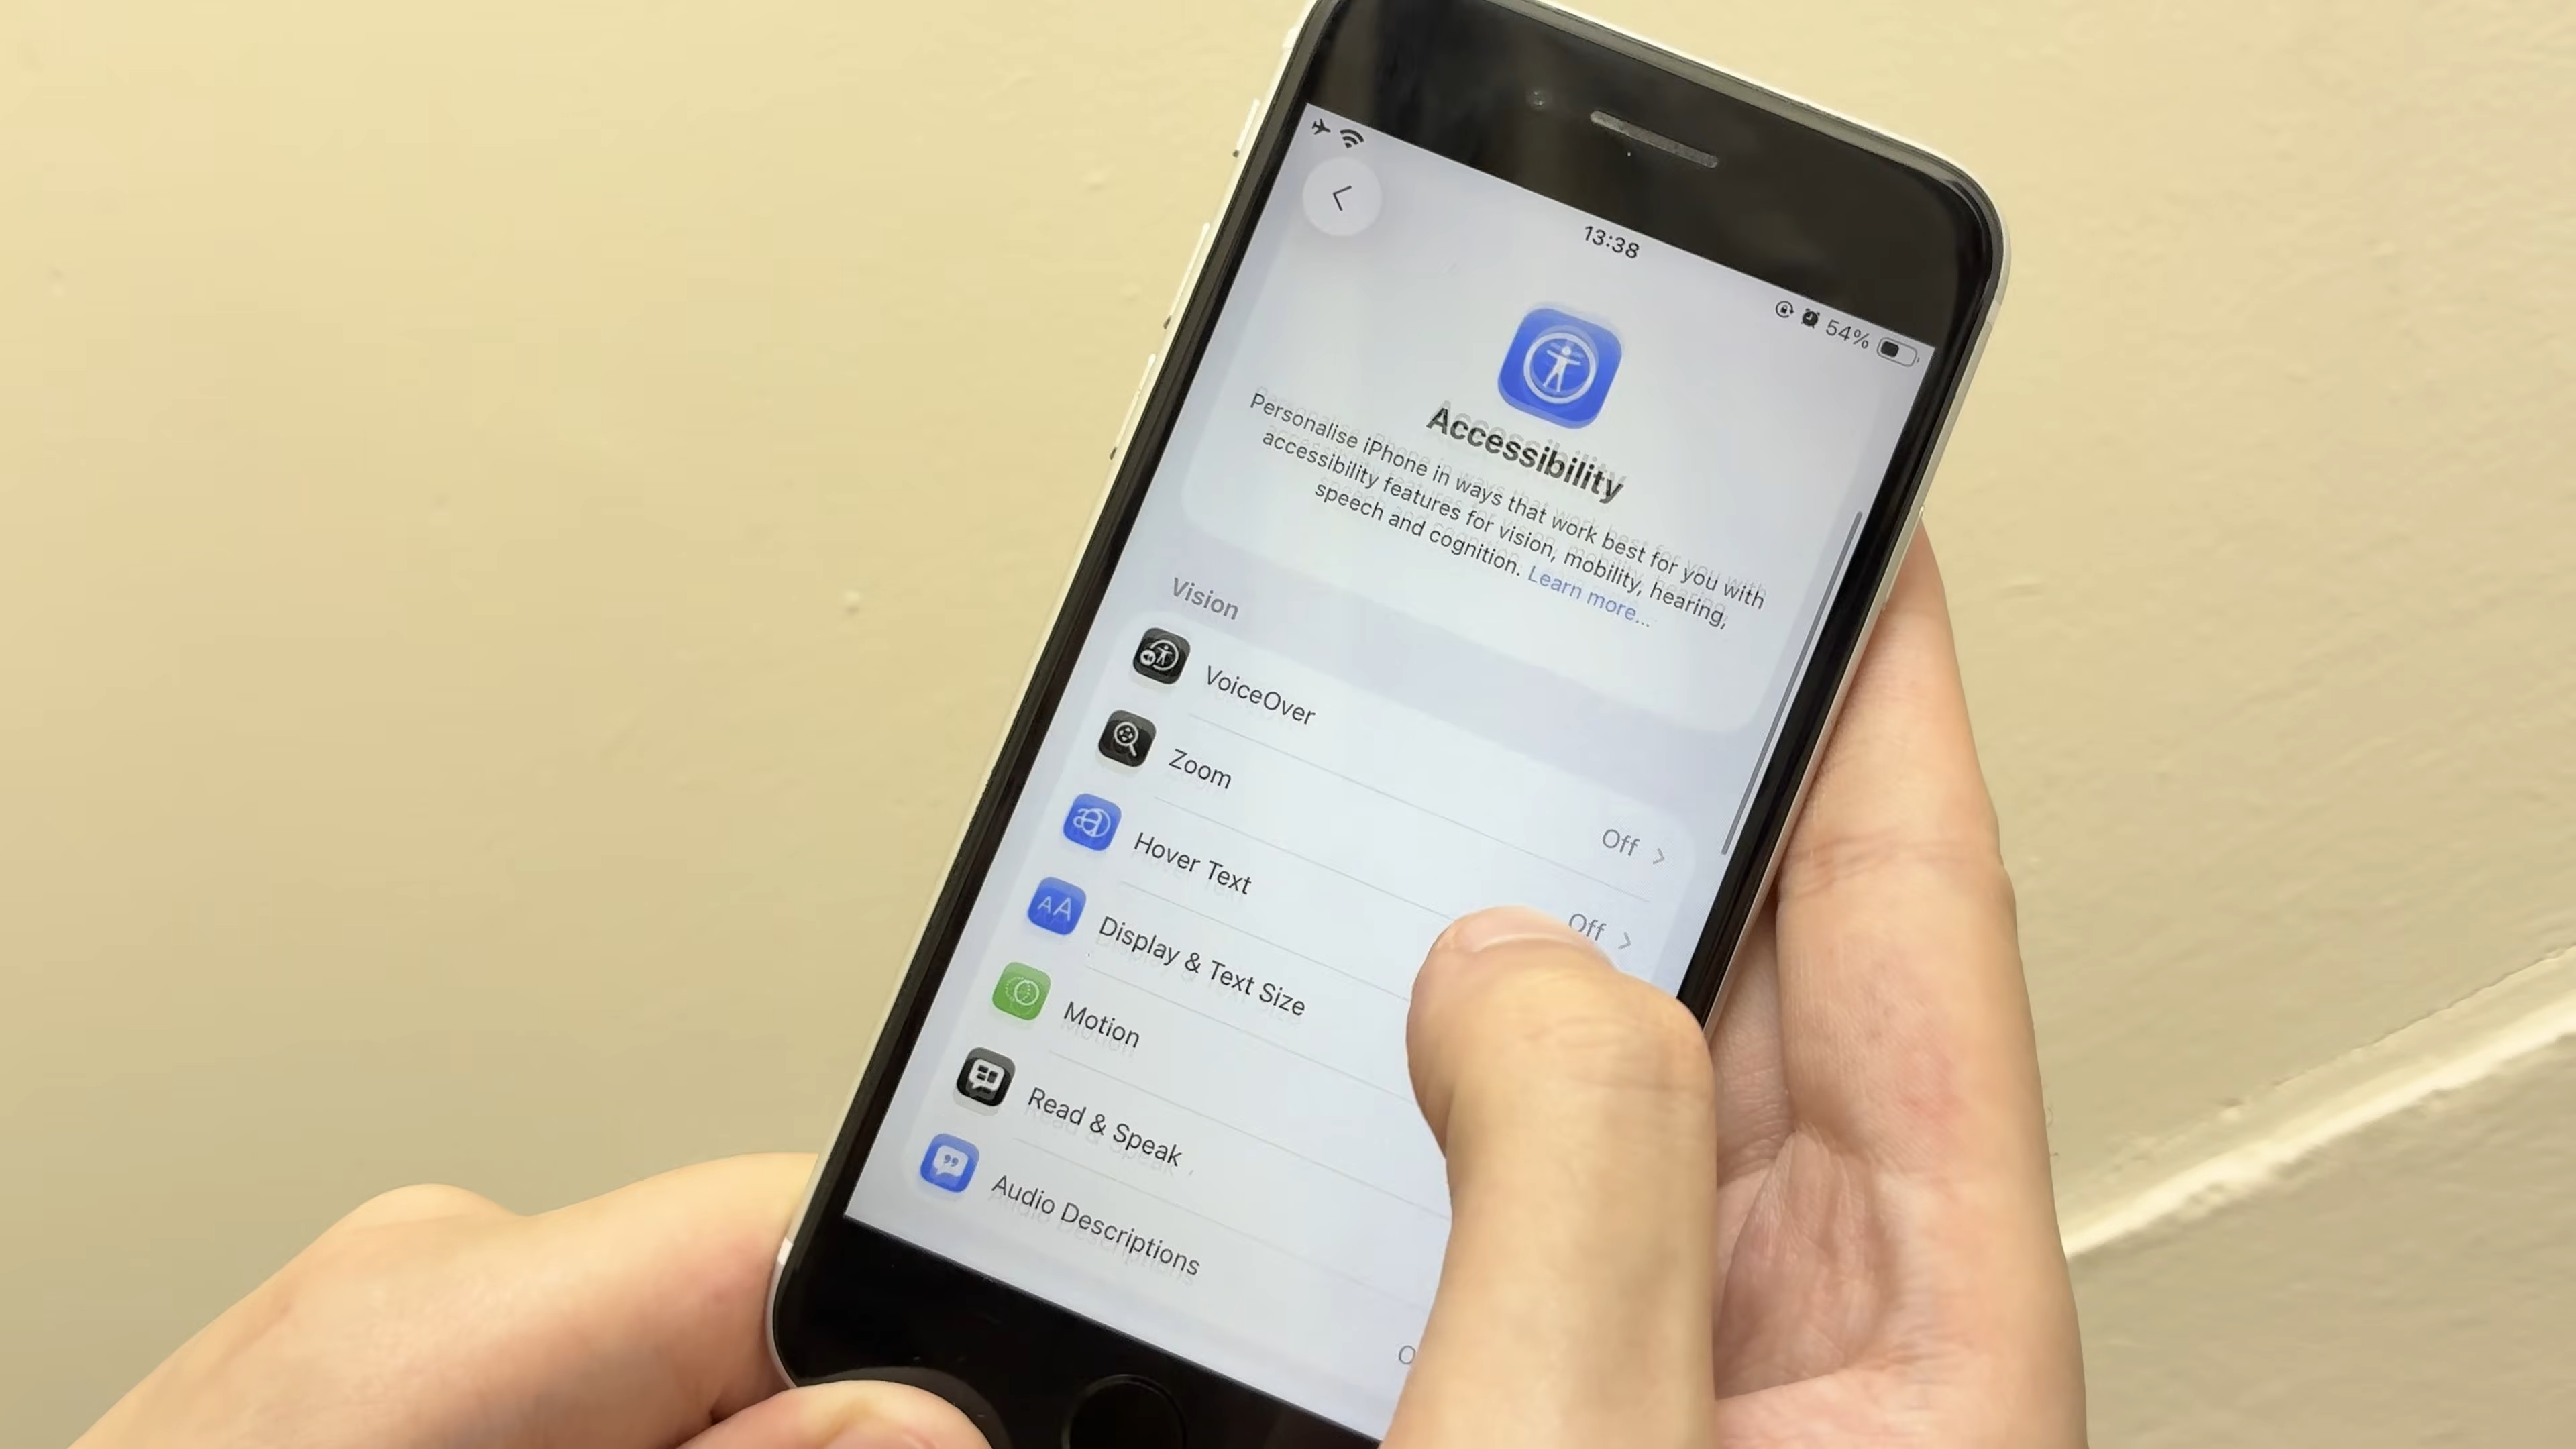 13:38
54%
Accessibility
Personalise iPhone in ways that work best for you with
accessibility features for vision, mobility, hearing,
speech and cognition. Learn more...
Vision
VoiceOver
Off
Zoom
Off
Hover Text
Display & Text Size
Motion
Read & Speak
Audio Descriptions